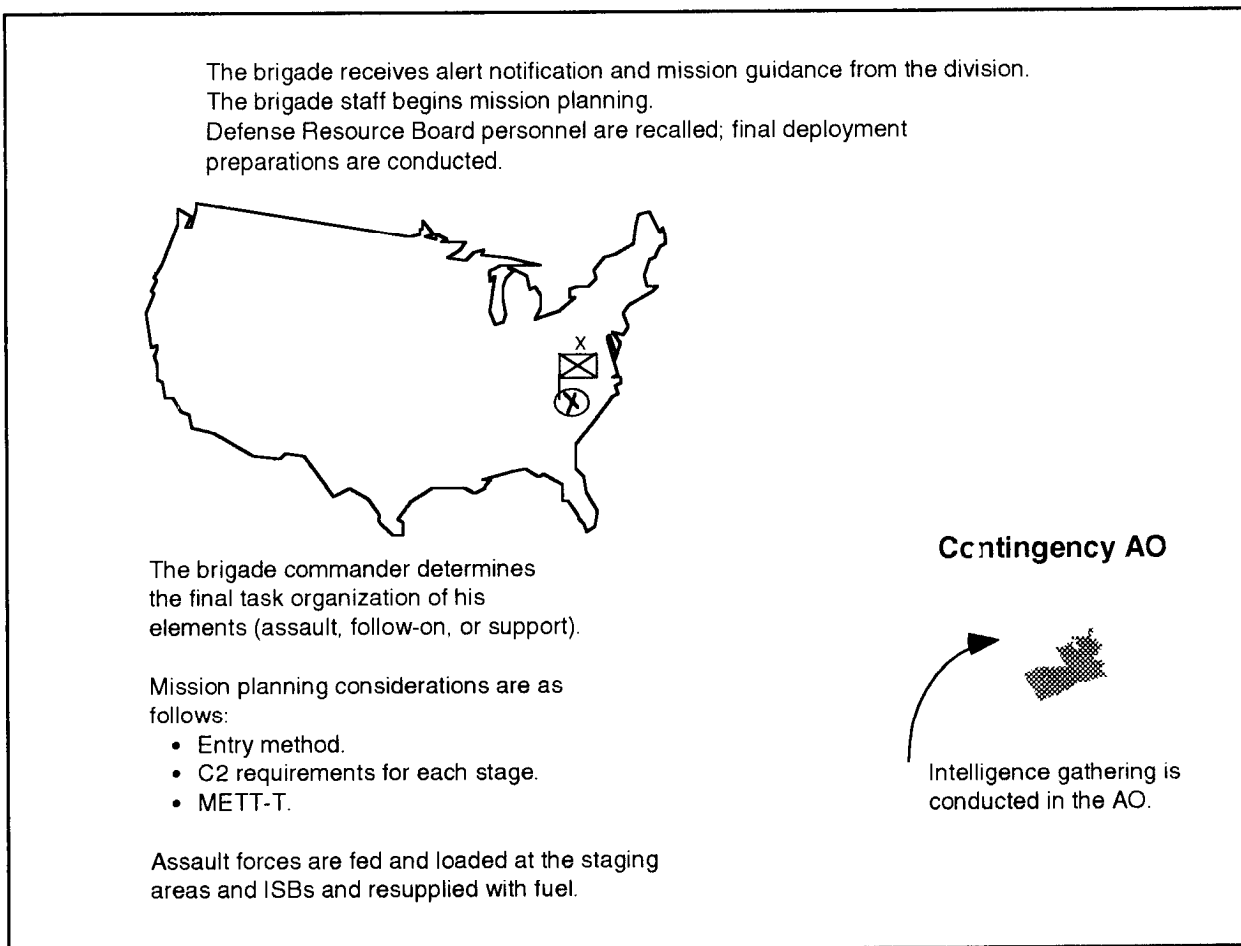 The brigade receives alert notification and mission guidance from the division.
The brigade staff begins mission planning.
Defense Resource Board personnel are recalled; final deployment
preparations are conducted.
X
The brigade commander determines
the final task organization of his
elements (assault, follow-on, or support).
Mission planning considerations are as
follows:
• Entry method.
• C2 requirements for each stage.
• METT-T.
Assault forces are fed and loaded at the staging
areas and ISBs and resupplied with fuel.
Contingency AO
Intelligence gathering is
conducted in the AO.